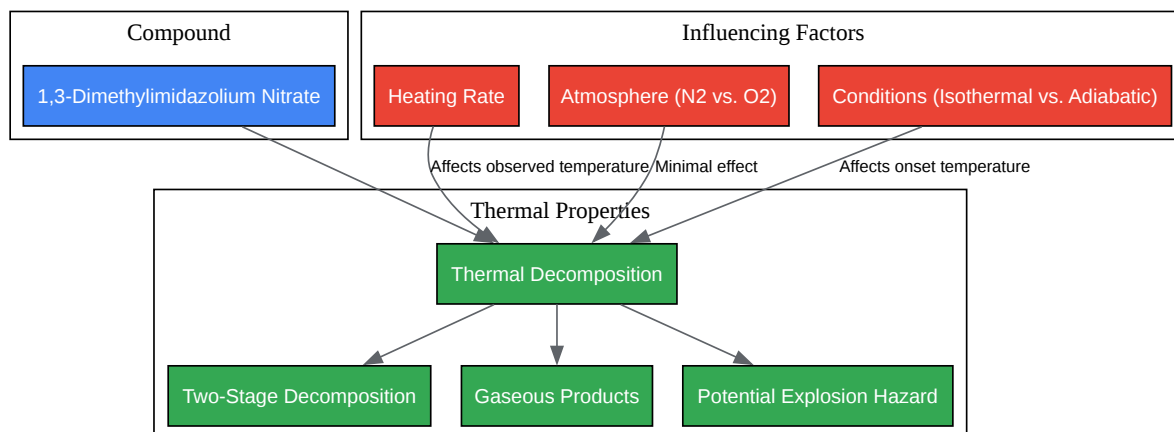 Compound
Influencing Factors
1,3-Dimethylimidazolium Nitrate
Heating Rate
Atmosphere (N2 vs. O2)
Conditions (Isothermal vs. Adiabatic)
Affects observed temperature
Minimal effect
Affects onset temperature
Thermal Properties
Thermal Decomposition
Two-Stage Decomposition
Gaseous Products
Potential Explosion Hazard